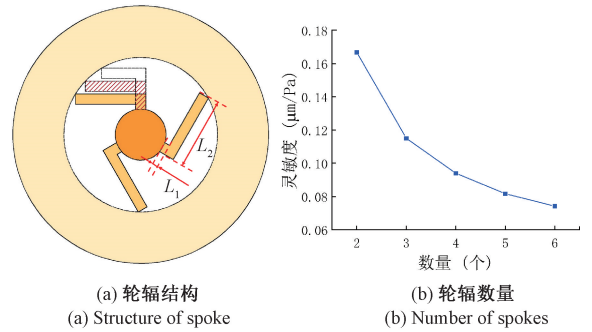 L₂
L₁
(a) 轮辐结构
(a) Structure of spoke
0.18
0.16
0.14
0.12
0.10
0.08
0.06
灵敏度 (μm/Pa)
2 3 4 5 6
数量 (个)
(b) 轮辐数量
(b) Number of spokes